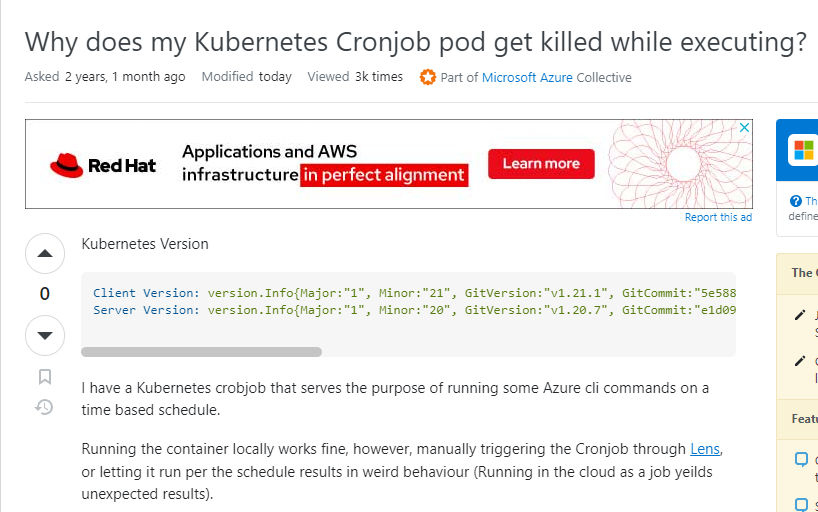 Why does my Kubernetes Cronjob pod get killed while executing?
Asked 2 years, 1 month ago Modified today Viewed 3k times Part of Microsoft Azure Collective
Red Hat
Applications and AWS
infrastructure in perfect alignment
Learn more
Report this ad
Kubernetes Version
0
Client Version: version.Info{Major:"1", Minor:"21", GitVersion:"v1.21.1", GitCommit:"5e588
Server Version: version.Info{Major:"1", Minor:"20", GitVersion:"v1.20.7", GitCommit:"e1d09
I have a Kubernetes crobjob that serves the purpose of running some Azure cli commands on a
time based schedule.
Running the container locally works fine, however, manually triggering the Cronjob through Lens,
or letting it run per the schedule results in weird behaviour (Running in the cloud as a job yeilds
unexpected results).
Th
define
The
Featu